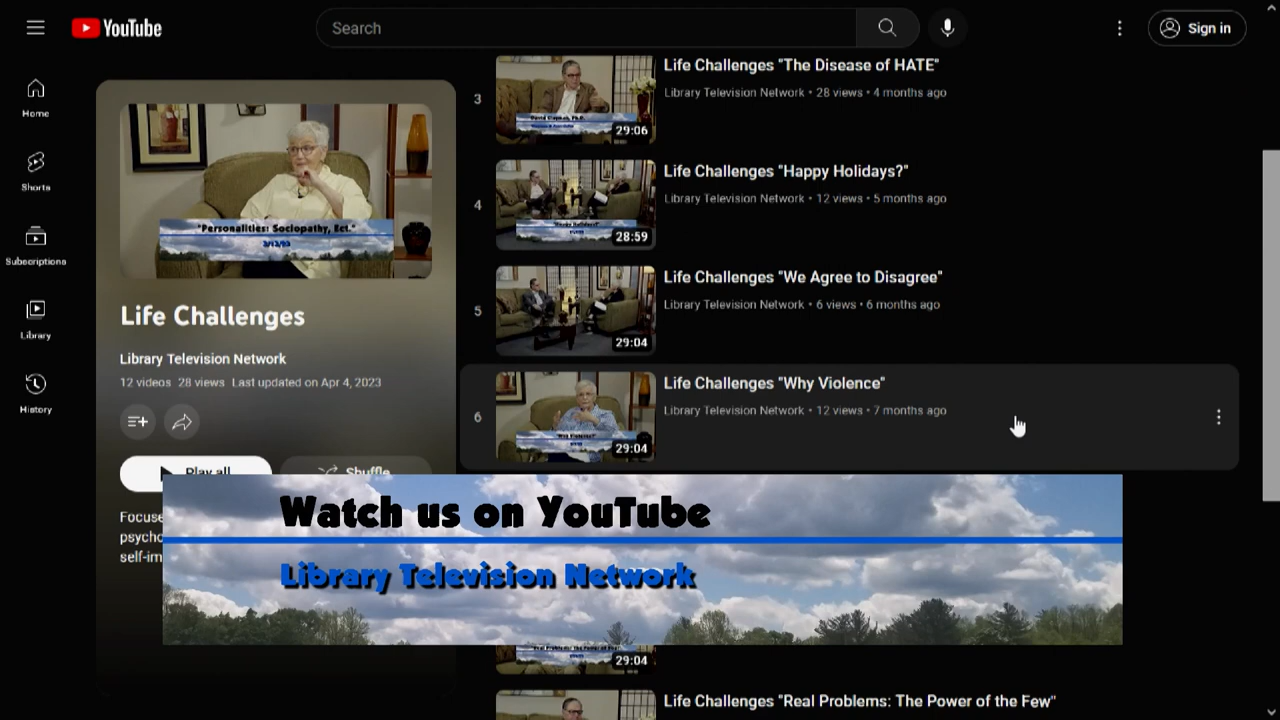 YouTube
Search
Sign in
Home
Shorts
Subscriptions
Library
History
"Personalities: Sociopathy, Ect."
Life Challenges
Library Television Network
12 videos 28 views Last updated on Apr 4, 2023
Play all
Shuffle
Focuse
psycho
self-im
3
29:06
Life Challenges "The Disease of HATE"
Library Television Network • 28 views • 4 months ago
4
28:59
Life Challenges "Happy Holidays?"
Library Television Network • 12 views • 5 months ago
5
29:04
Life Challenges "We Agree to Disagree"
Library Television Network • 6 views • 6 months ago
6
29:04
Life Challenges "Why Violence"
Library Television Network • 12 views • 7 months ago
Watch us on YouTube
Library Television Network
29:04
Life Challenges "Real Problems: The Power of the Few"